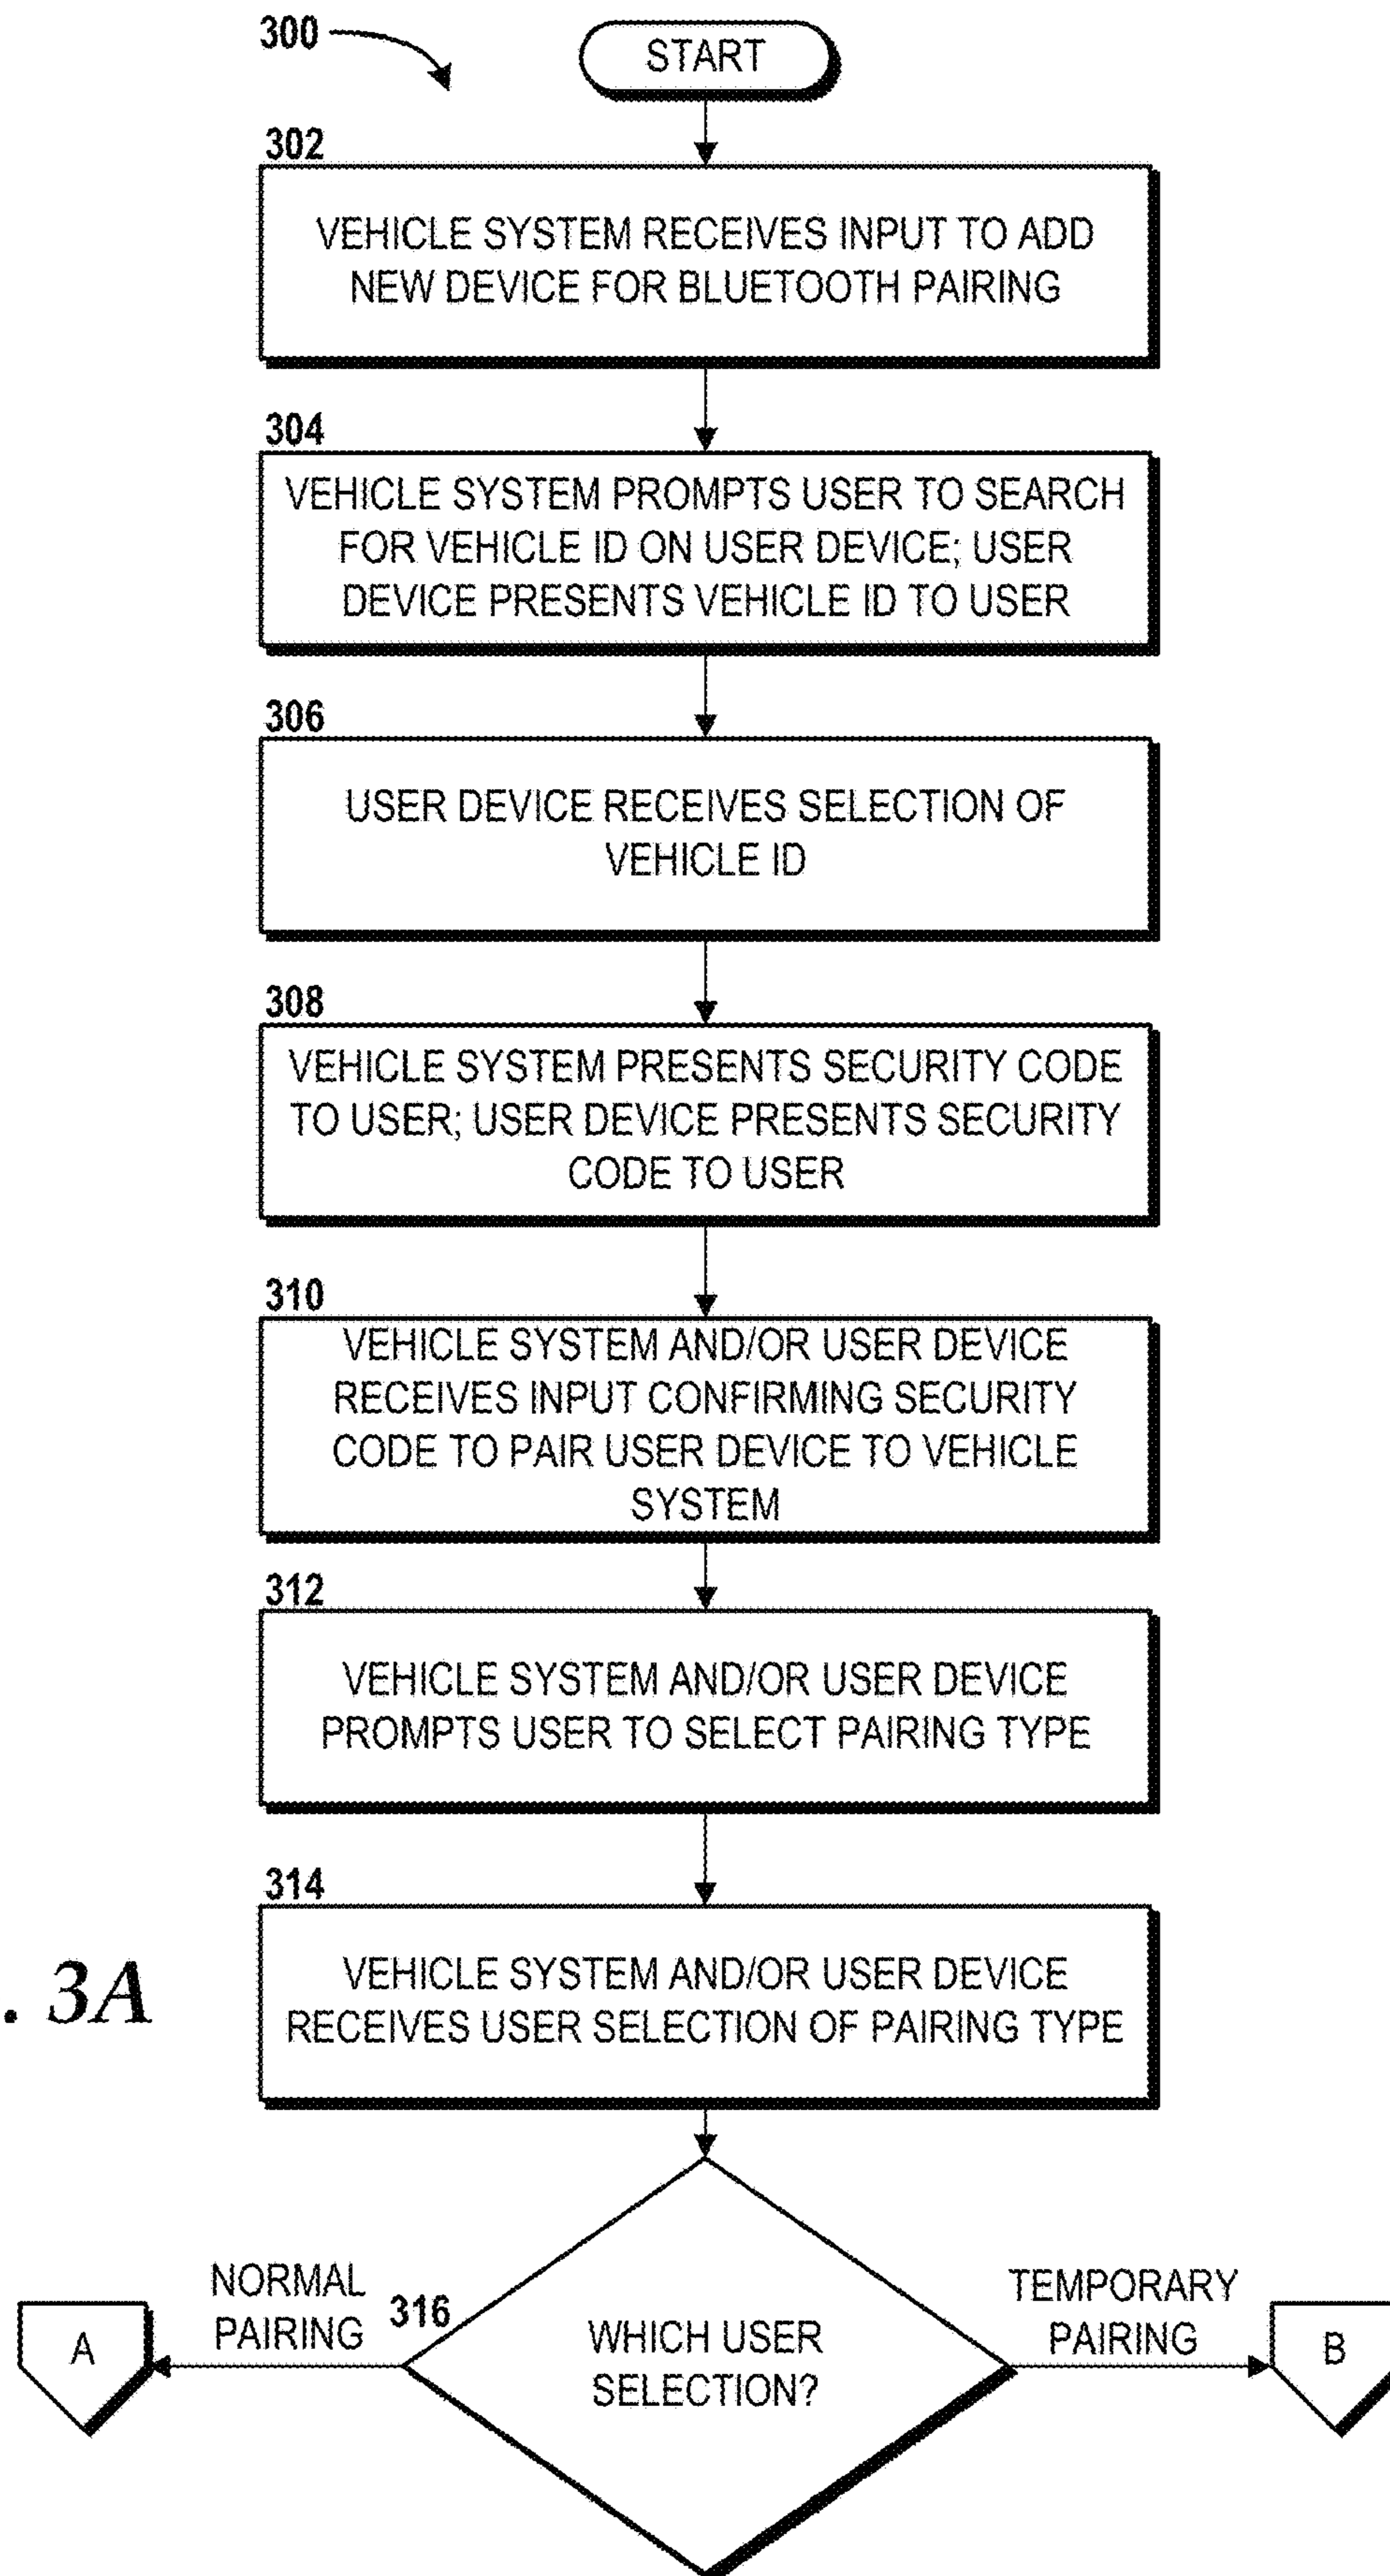 300
START
302
VEHICLE SYSTEM RECEIVES INPUT TO ADD
NEW DEVICE FOR BLUETOOTH PAIRING
304
VEHICLE SYSTEM PROMPTS USER TO SEARCH
FOR VEHICLE ID ON USER DEVICE; USER
DEVICE PRESENTS VEHICLE ID TO USER
306
USER DEVICE RECEIVES SELECTION OF
VEHICLE ID
308
VEHICLE SYSTEM PRESENTS SECURITY CODE
TO USER; USER DEVICE PRESENTS SECURITY
CODE TO USER
310
VEHICLE SYSTEM AND/OR USER DEVICE
RECEIVES INPUT CONFIRMING SECURITY
CODE TO PAIR USER DEVICE TO VEHICLE
SYSTEM
312
VEHICLE SYSTEM AND/OR USER DEVICE
PROMPTS USER TO SELECT PAIRING TYPE
314
VEHICLE SYSTEM AND/OR USER DEVICE
RECEIVES USER SELECTION OF PAIRING TYPE
. 3A
NORMAL
PAIRING
A
316
WHICH USER
SELECTION?
TEMPORARY
PAIRING
B